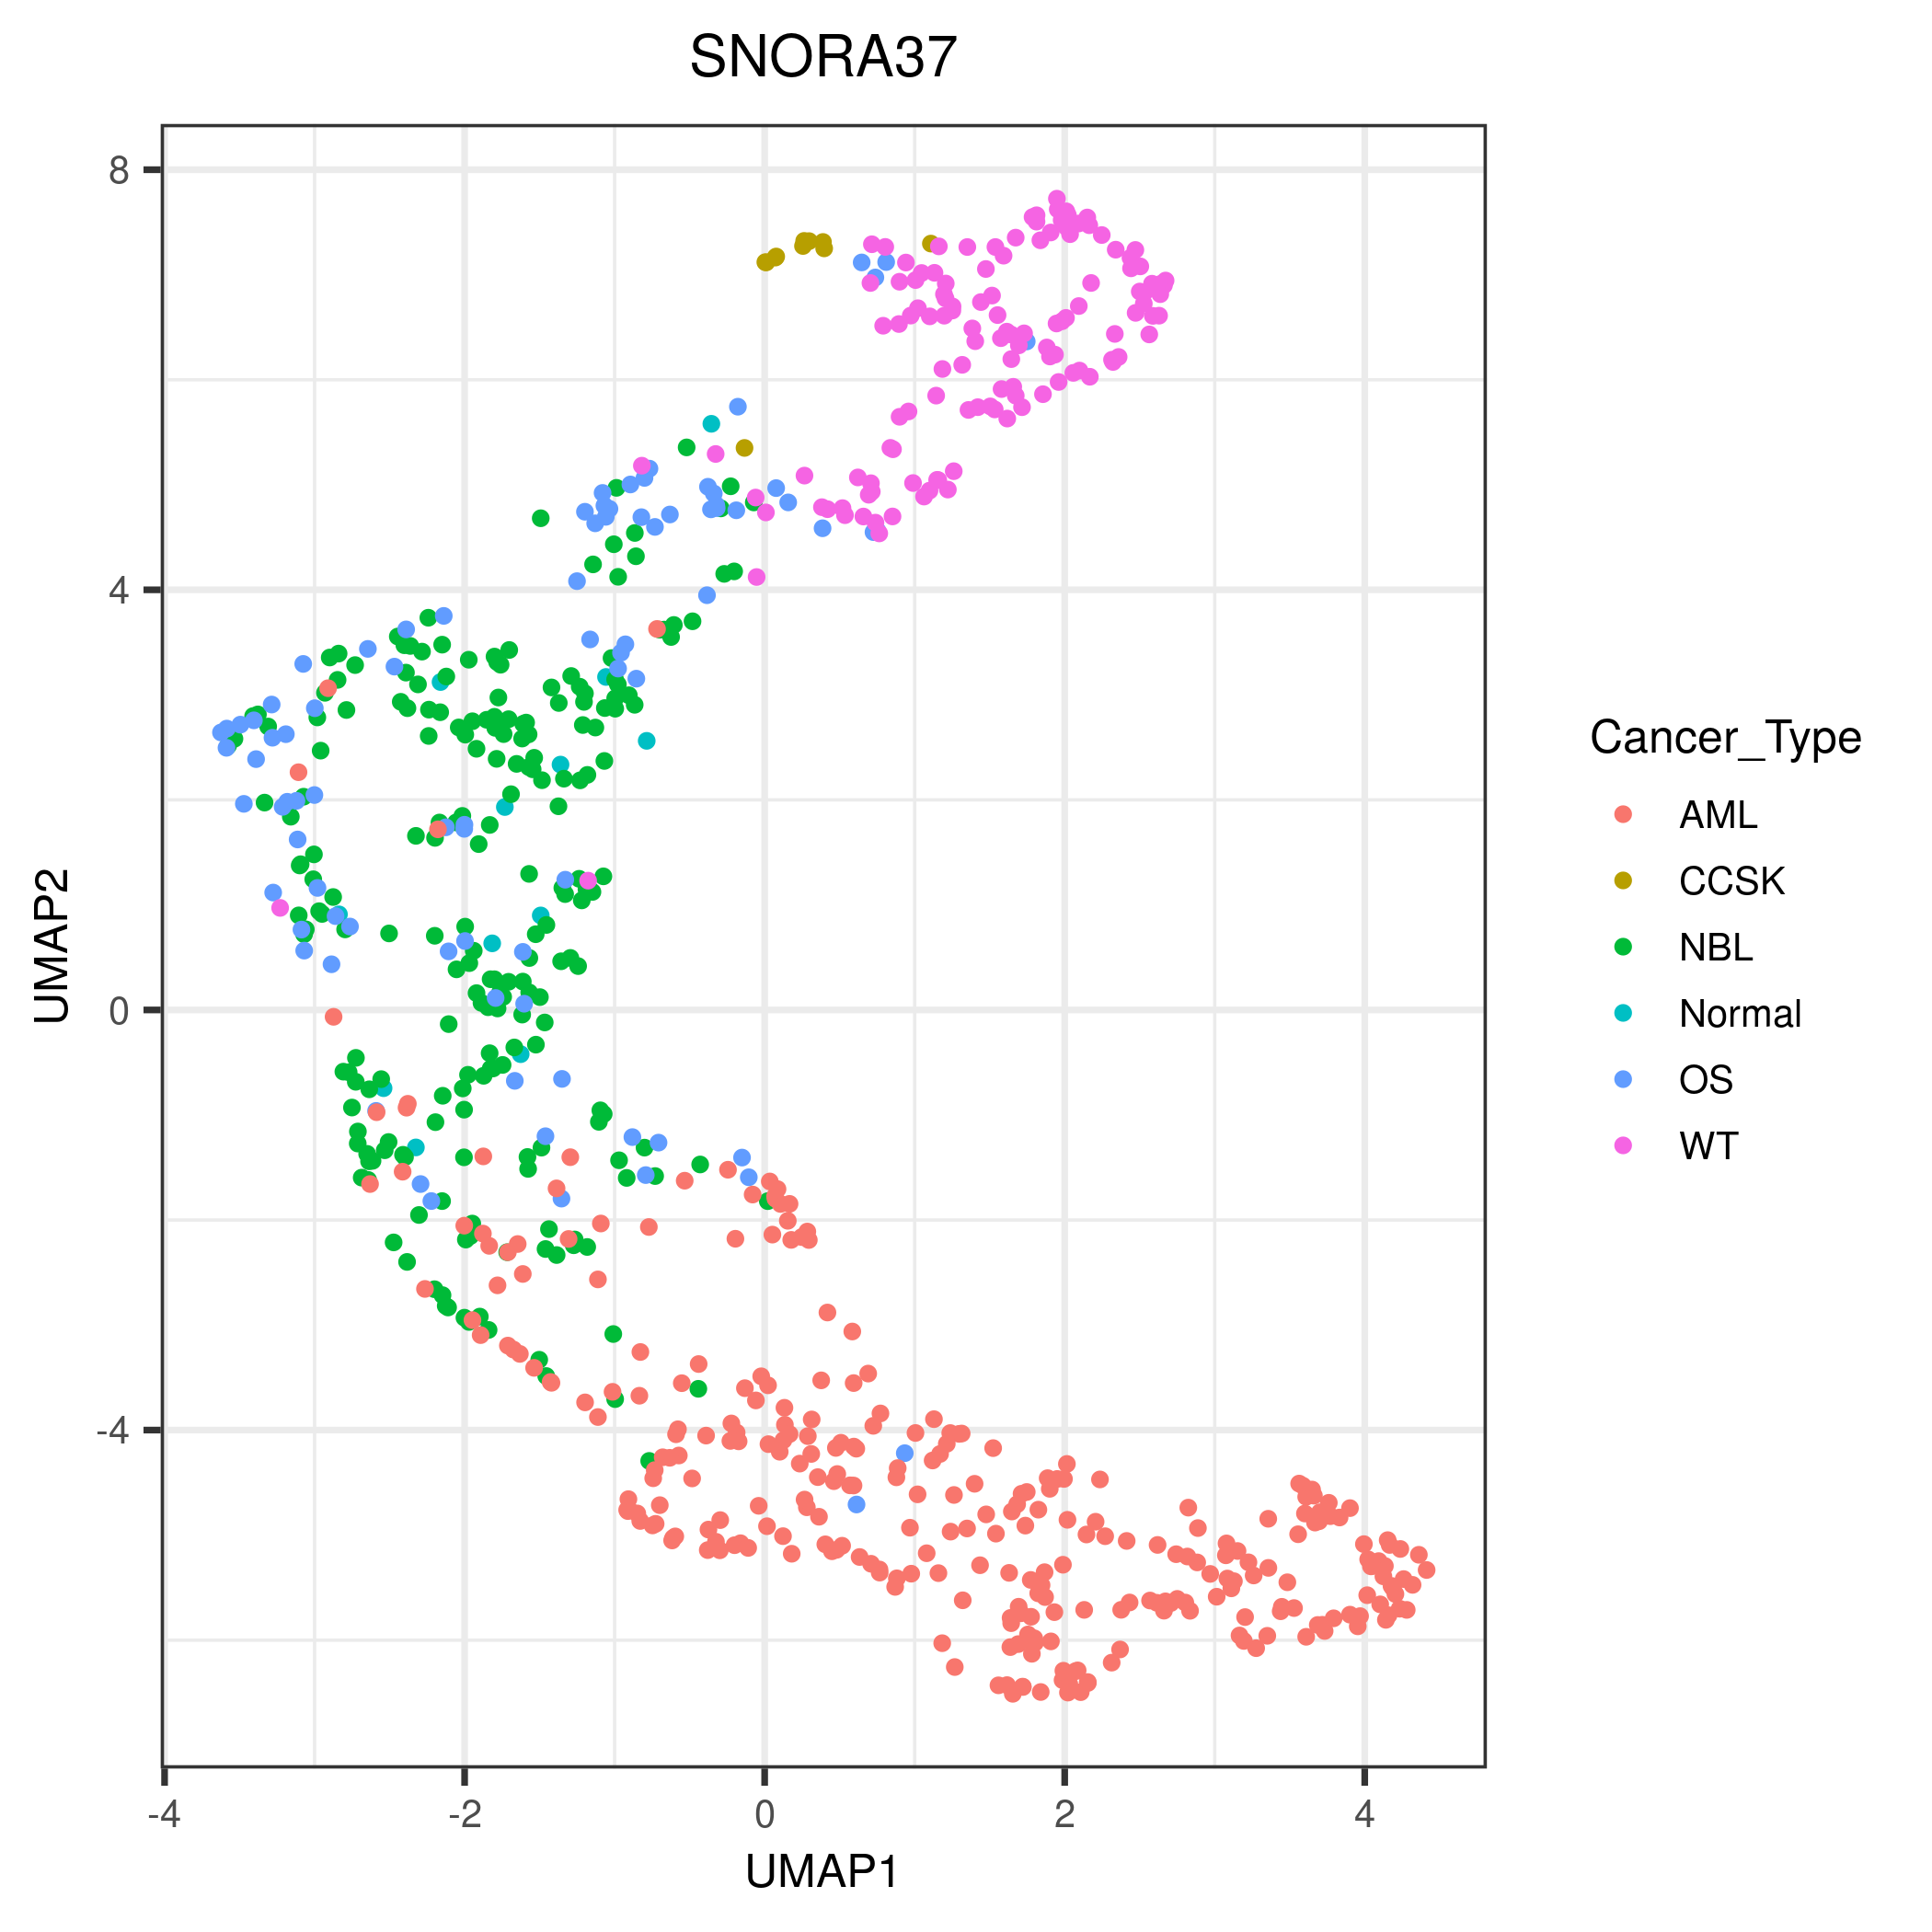 SNORA37
8
4
0
-4
UMAP2
-4
-2
0
2
4
UMAP1
Cancer_Type
AML
CCSK
NBL
Normal
OS
WT